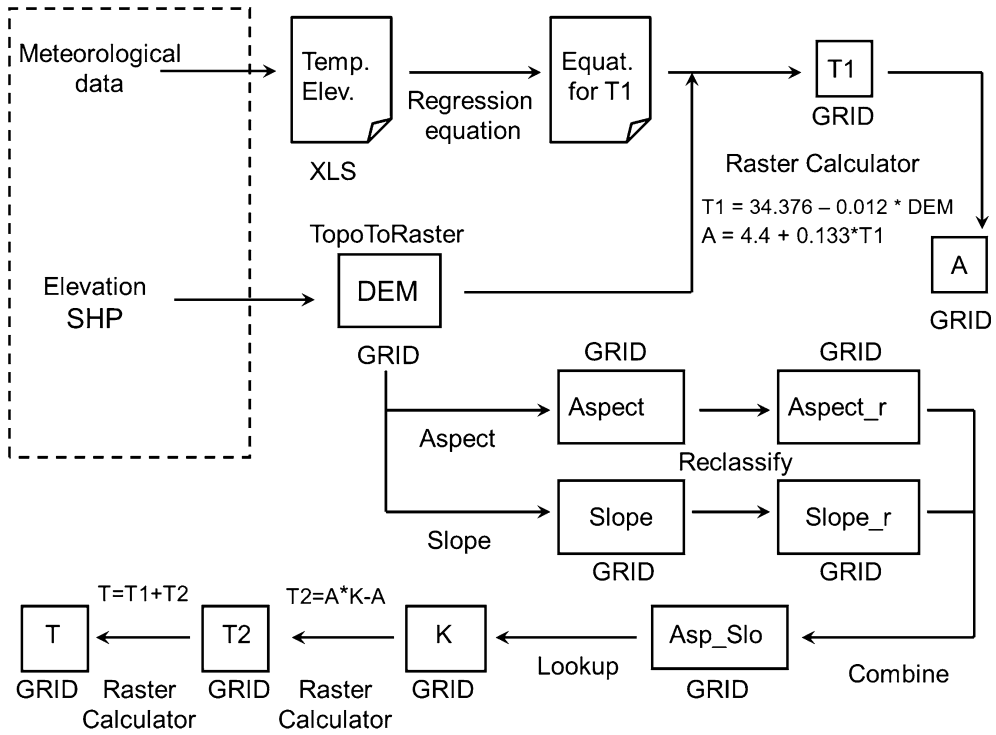 Meteorological
data
Temp.
Elev.
XLS
Regression
equation
Equat.
for T1
T1
GRID
Raster Calculator
T1 = 34.376 – 0.012 * DEM
A = 4.4 + 0.133*T1
A
GRID
Elevation
SHP
TopoToRaster
DEM
GRID
Aspect
GRID
Aspect
GRID
Aspect_r
Reclassify
Slope
Slope
GRID
Slope_r
GRID
Combine
Asp_Slo
GRID
Lookup
K
GRID
T2=A*K-A
Raster
Calculator
T2
GRID
T=T1+T2
Raster
Calculator
T
GRID